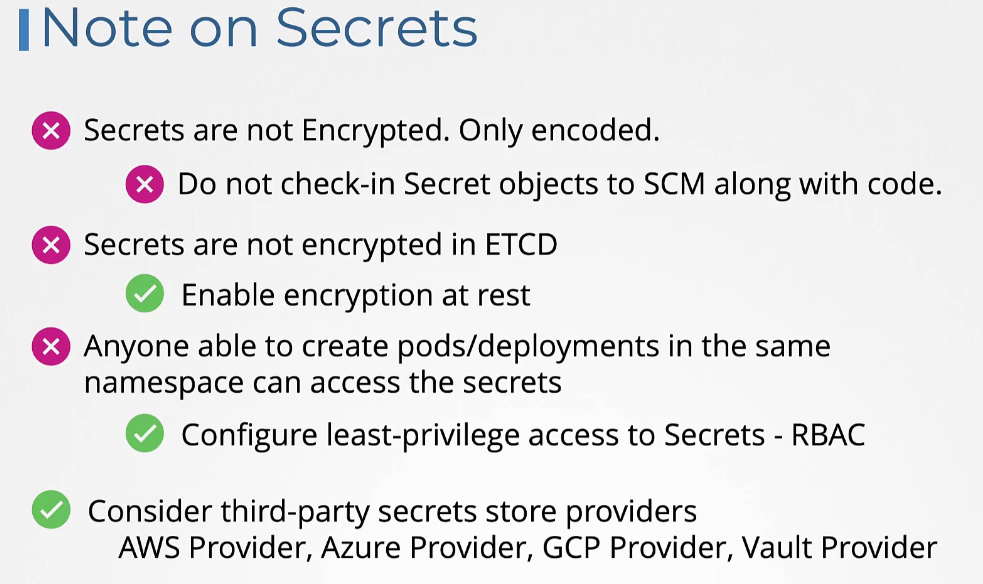 Note on Secrets
Secrets are not Encrypted. Only encoded.
Do not check-in Secret objects to SCM along with code.
Secrets are not encrypted in ETCD
Enable encryption at rest
Anyone able to create pods/deployments in the same
namespace can access the secrets
Configure least-privilege access to Secrets - RBAC
Consider third-party secrets store providers
AWS Provider, Azure Provider, GCP Provider, Vault Provider